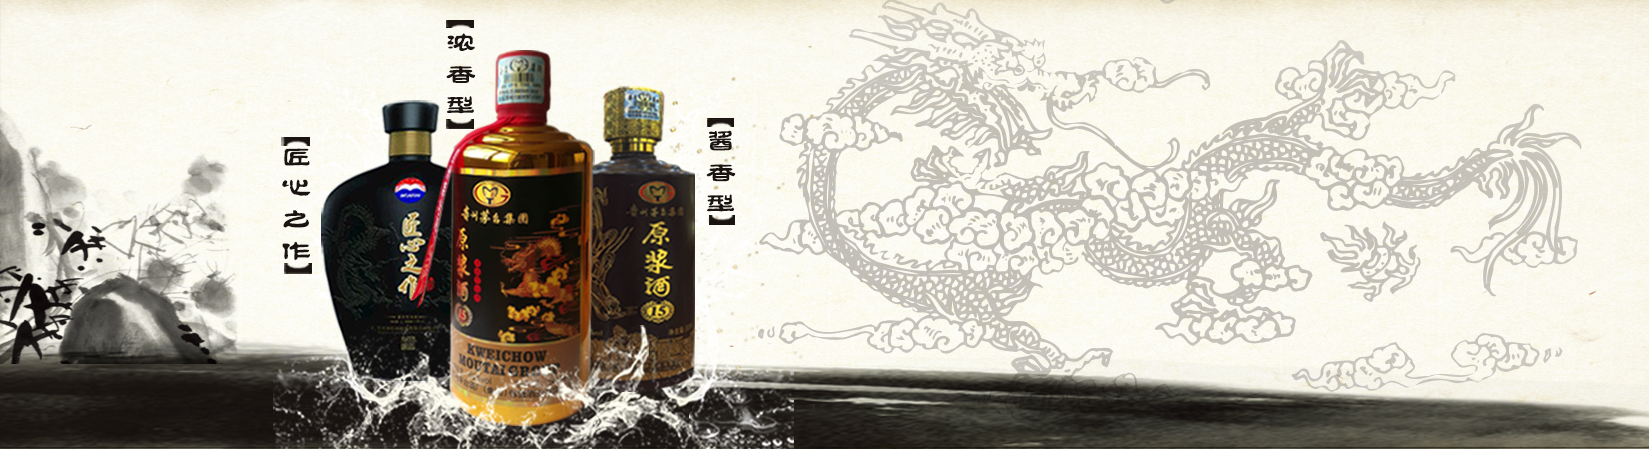 【匠心之作】
【浓香型】
【酱香型】
匠心之作
贵州茅台集团
原浆酒
15
KWEICHOW
MOUTAI GROUP
贵州茅台集团
原浆酒
15